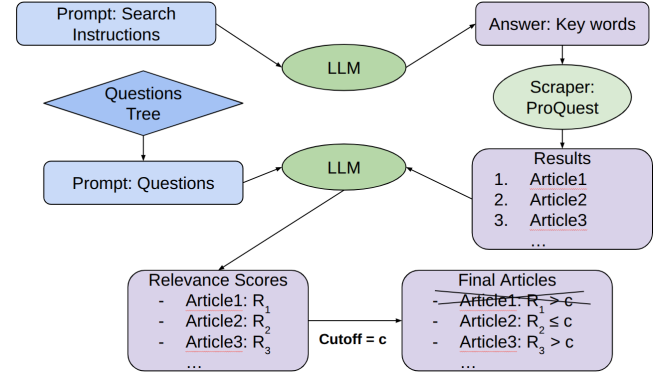 Prompt: Search
Instructions
LLM
Answer: Key words
Questions
Tree
Scraper:
ProQuest
Prompt: Questions
LLM
Results
1. Article1
2. Article2
3. Article3
…
Relevance Scores
- Article1: R1
- Article2: R2
- Article3: R3
…
Cutoff = c
Final Articles
- Article1: R1 > c
- Article2: R2 ≤ c
- Article3: R3 > c
…